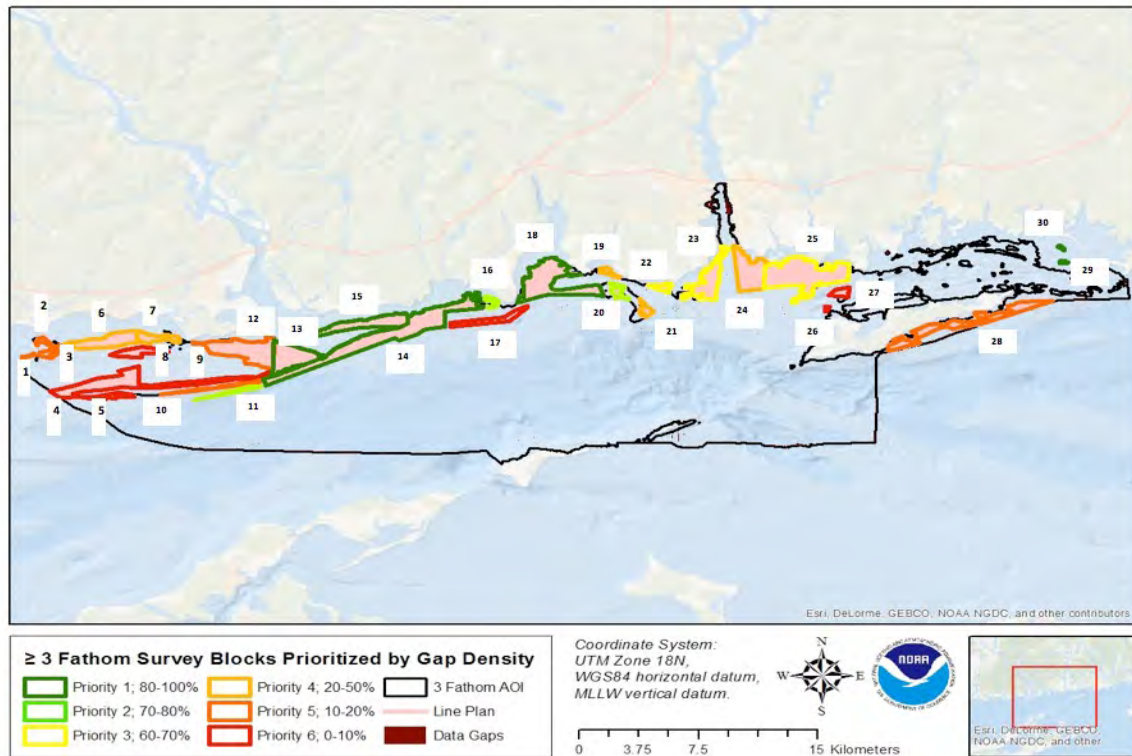 30
18
19
23
25
22
16
29
2
6
7
15
12
27
13
20
24
3
8
9
14
17
21
26
28
1
4
5
10
11
Esri, DeLorme, GEBCO, NOAA NGDC, and other contributors
≥ 3 Fathom Survey Blocks Prioritized by Gap Density
Priority 1; 80-100%
Priority 4; 20-50%
3 Fathom AOI
Priority 2; 70-80%
Priority 5; 10-20%
Line Plan
Priority 3; 60-70%
Priority 6; 0-10%
Data Gaps
Coordinate System:
UTM Zone 18N,
WGS84 horizontal datum,
MLLW vertical datum.
N
W
E
S
NOAA
0 3.75 7.5 15 Kilometers
Esri, DeLorme, GEBCO,
NOAA NGDC, and other